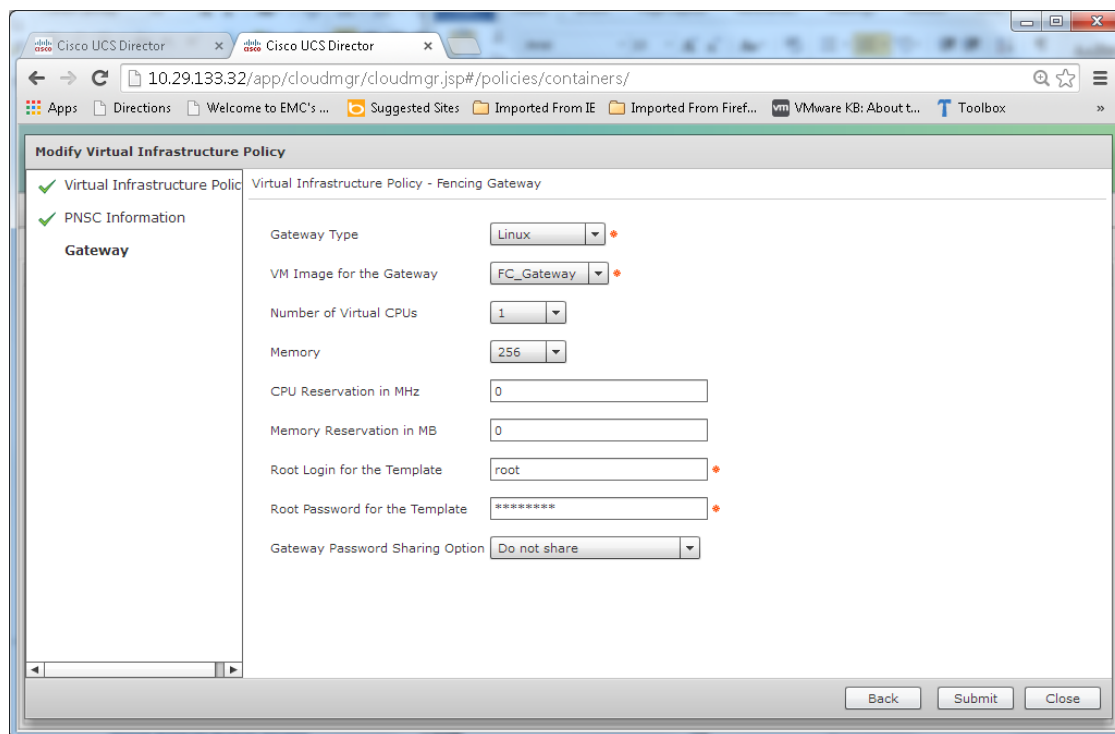 Cisco UCS Director × Cisco UCS Director ×
10.29.133.32/app/cloudmgr/cloudmgr.jsp#/policies/containers/
Apps Directions Welcome to EMC's ... Suggested Sites Imported From IE Imported From Firef... vm VMware KB: About t... T Toolbox »
Modify Virtual Infrastructure Policy
Virtual Infrastructure Polic
PNSC Information
Gateway
Virtual Infrastructure Policy - Fencing Gateway
Gateway Type Linux
VM Image for the Gateway FC_Gateway
Number of Virtual CPUs 1
Memory 256
CPU Reservation in MHz 0
Memory Reservation in MB 0
Root Login for the Template root
Root Password for the Template ********
Gateway Password Sharing Option Do not share
Back Submit Close